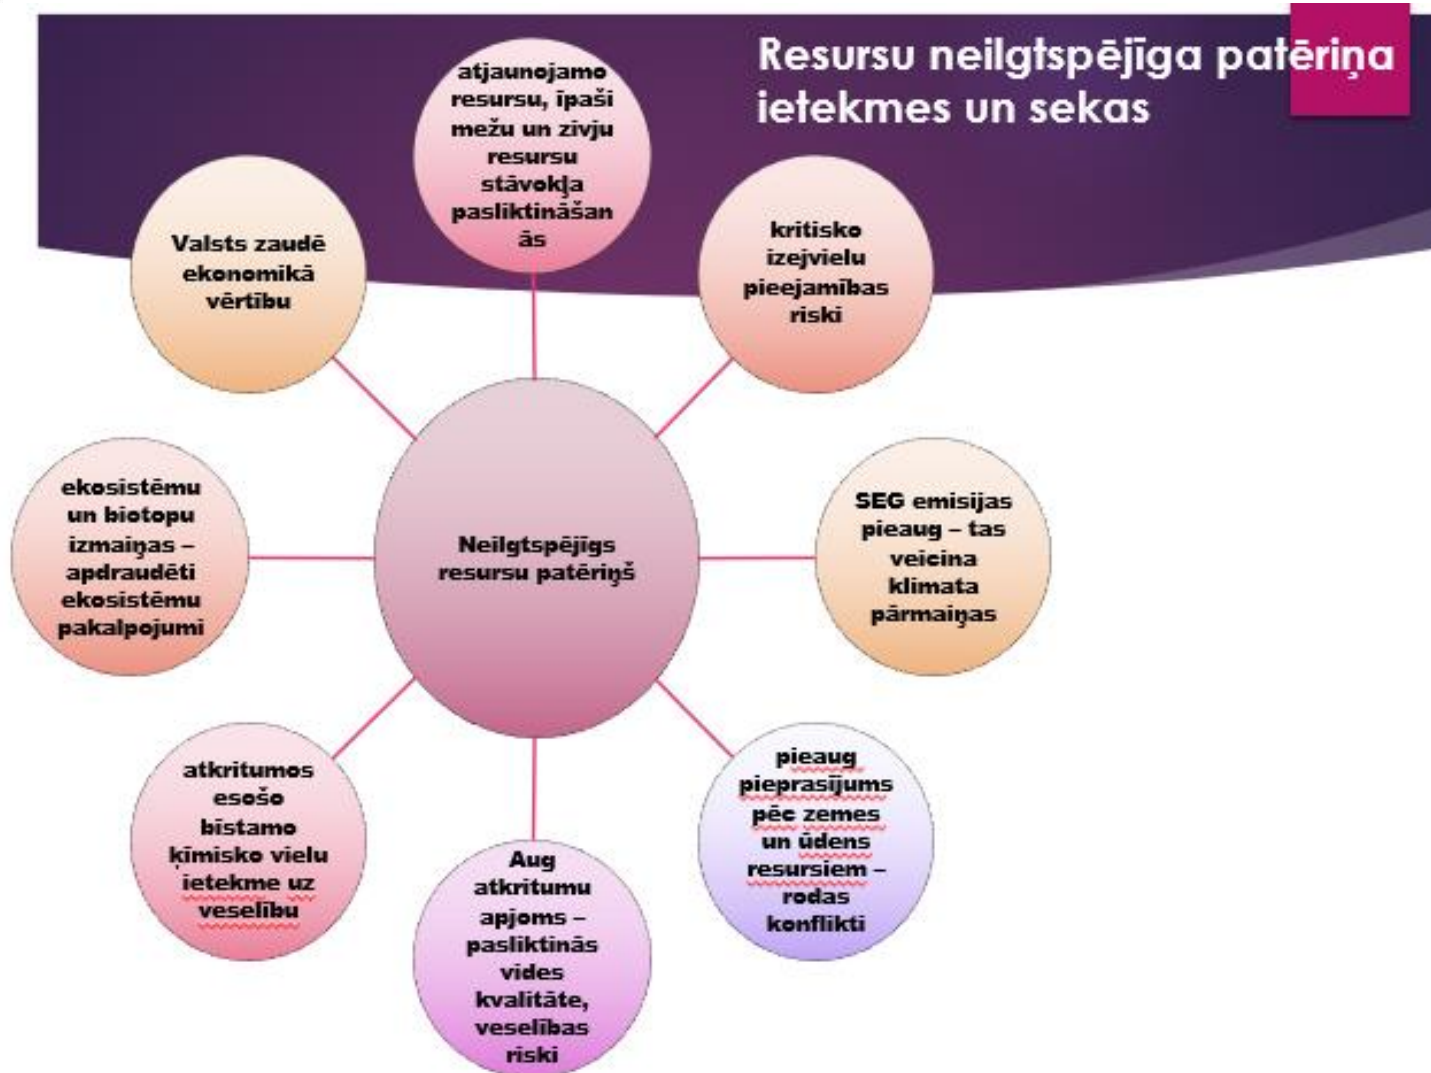 Resursu neilgtspējīga patēriņa
ietekmes un sekas
atjaunojamo
resursu, īpaši
mežu un zivju
resursu
stāvokļa
pasliktināšan
ās
kritisko
izejvielu
pieejamības
riski
SEG emisijas
pieaug – tas
veicina
klimata
pārmaiņas
pieaug
pieprasījums
pēc zemes
un ūdens
resursiem –
rodas
konflikti
Aug
atkritumu
apjoms –
pasliktinās
vides
kvalitāte,
veselības
riski
atkritumos
esošo
bīstamo
ķīmisko vielu
ietekme uz
veselību
ekosistēmu
un biotopu
izmaiņas –
apdraudēti
ekosistēmu
pakalpojumi
Valsts zaudē
ekonomikā
vērtību
Neilgtspējīgs
resursu patēriņš